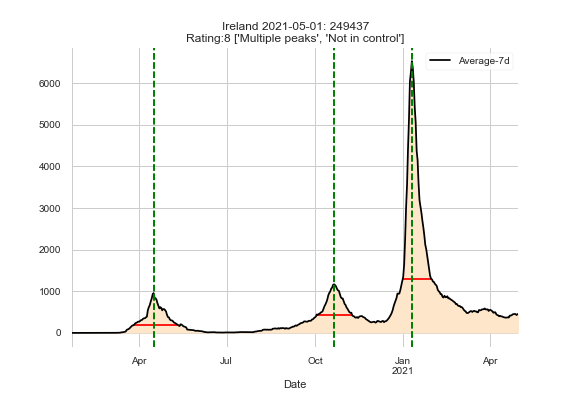 Ireland 2021-05-01: 249437
Rating:8 ['Multiple peaks', 'Not in control']
Average-7d
6000
5000
4000
3000
2000
1000
0
Apr Jul Oct Jan Apr
2021
Date